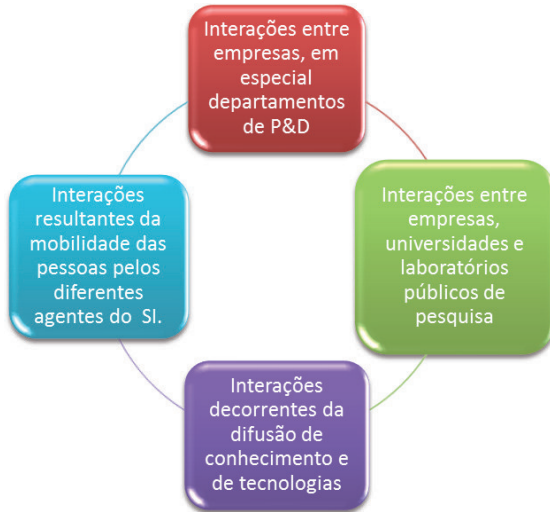 Interações entre
empresas, em
especial
departamentos
de P&D
Interações entre
empresas,
universidades e
laboratórios
públicos de
pesquisa
Interações
decorrentes da
difusão de
conhecimento e
de tecnologias
Interações
resultantes da
mobilidade das
pessoas pelos
diferentes
agentes do SI.